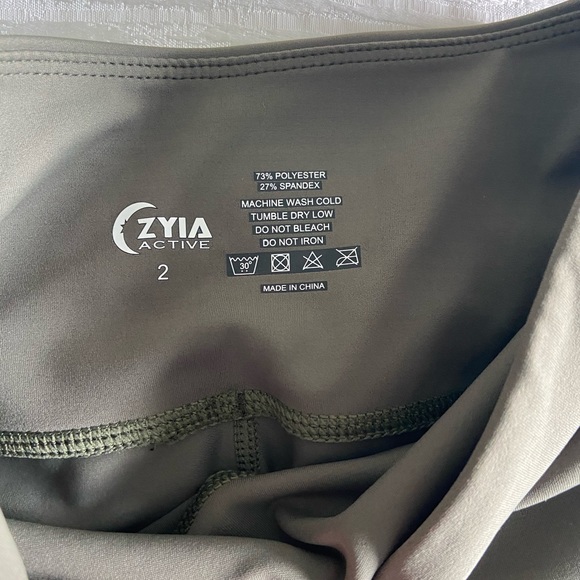 ZYIA
ACTIVE
2
73% POLYESTER
27% SPANDEX
MACHINE WASH COLD
TUMBLE DRY LOW
DO NOT BLEACH
DO NOT IRON
30°
MADE IN CHINA